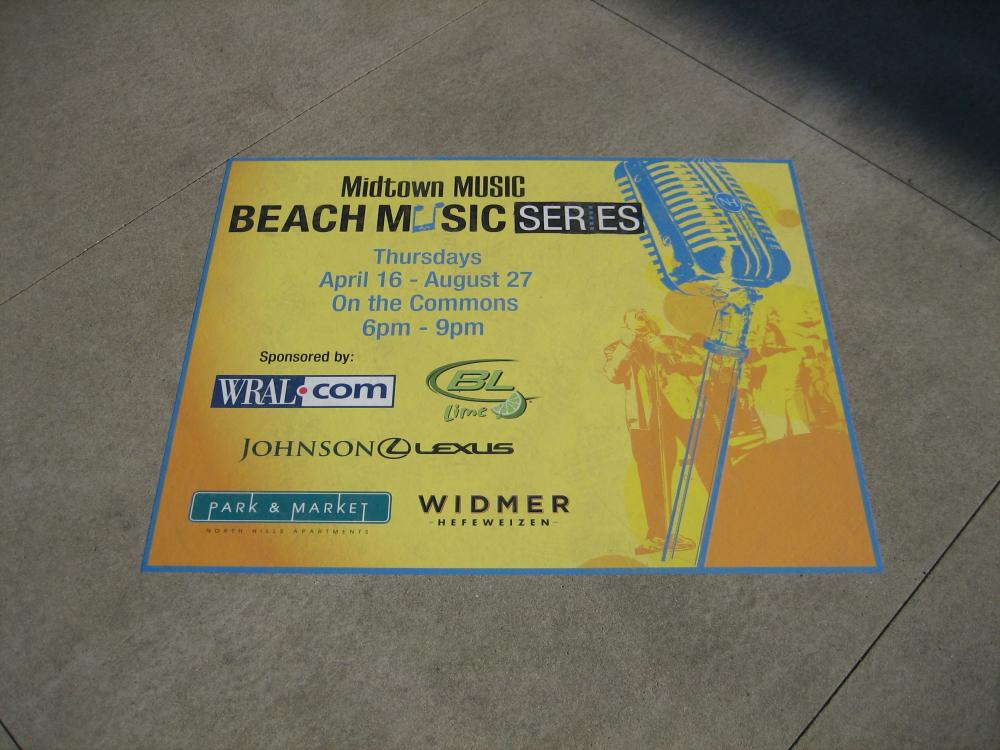 Midtown MUSIC
BEACH MUSIC SERIES
Thursdays
April 16 - August 27
On the Commons
6pm - 9pm
Sponsored by:
WRAL.com
BL
Lime
JOHNSON LEXUS
PARK & MARKET
NORTH HILLS APARTMENTS
WIDMER
-HEFEWEIZEN-
NH